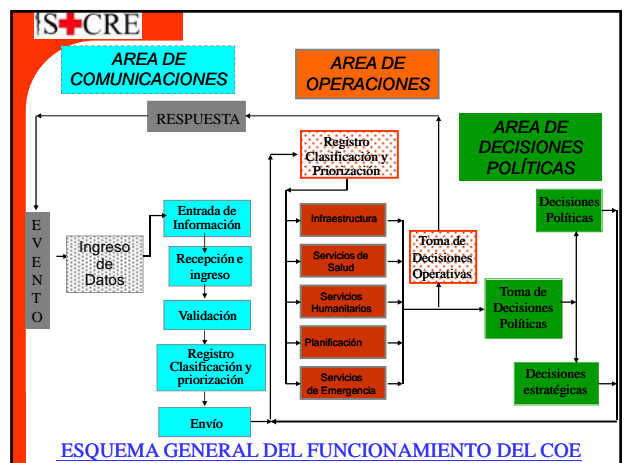 S+CRE
AREA DE
COMUNICACIONES
AREA DE
OPERACIONES
RESPUESTA
AREA DE
DECISIONES
POLÍTICAS
Registro
Clasificación y
Priorización
EVENTO
Ingreso
de
Datos
Entrada de
Información
Recepción e
ingreso
Validación
Registro
Clasificación y
priorización
Envío
Infraestructura
Servicios de
Salud
Servicios
Humanitarios
Planificación
Servicios
de Emergencia
Toma de
Decisiones
Operativas
Toma de
Decisiones
Políticas
Decisiones
Políticas
Decisiones
estratégicas
ESQUEMA GENERAL DEL FUNCIONAMIENTO DEL COE